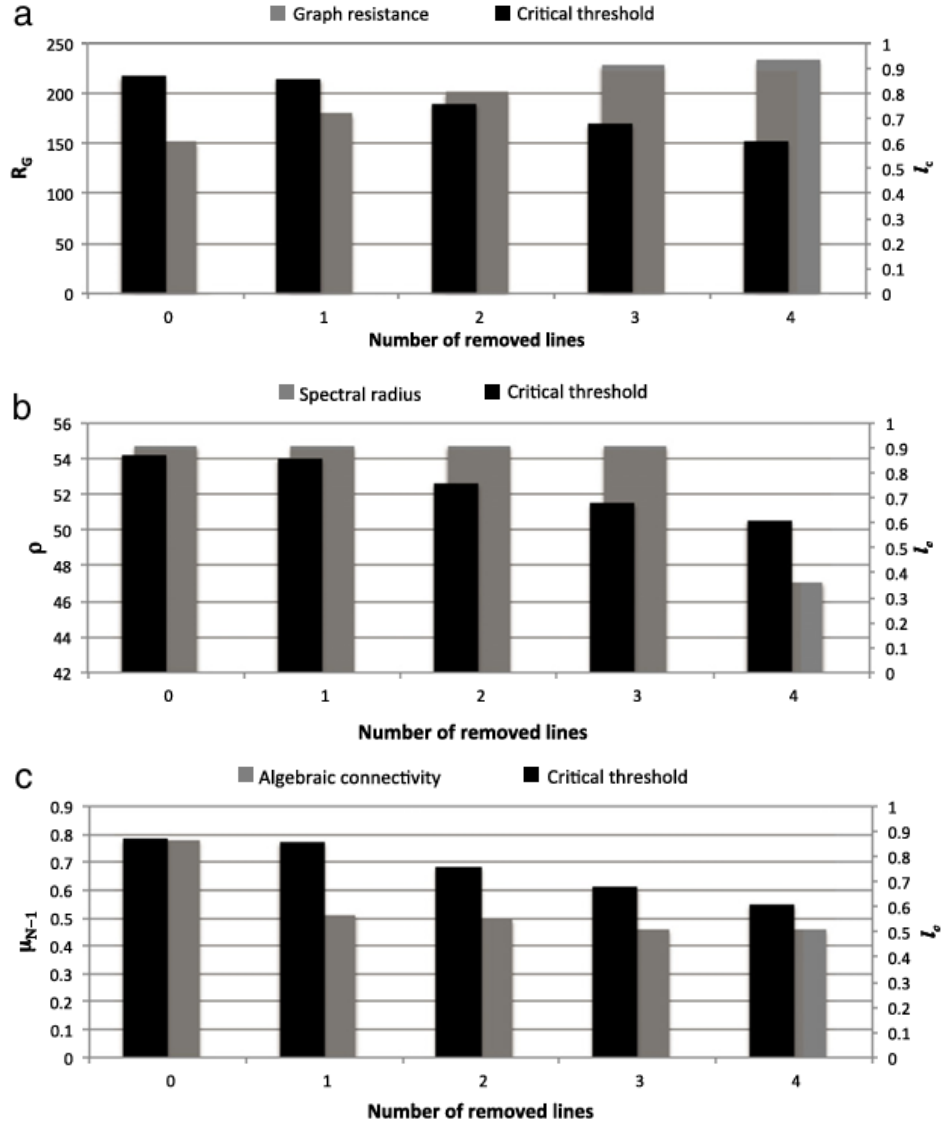 a
Graph resistance Critical threshold
250 1
0.9
200 0.8
0.7
150 0.6
0.5
100 0.4
0.3
50 0.2
0.1
0 0
R_G
l_c
0 1 2 3 4
Number of removed lines
b
Spectral radius Critical threshold
56 1
54 0.9
0.8
52 0.7
50 0.6
0.5
48 0.4
46 0.3
0.2
44 0.1
42 0
ρ
l_c
0 1 2 3 4
Number of removed lines
c
Algebraic connectivity Critical threshold
0.9 1
0.8 0.9
0.7 0.8
0.6 0.7
0.5 0.6
0.4 0.5
0.3 0.4
0.2 0.3
0.1 0.2
0 0.1
0
μ_N−1
l_c
0 1 2 3 4
Number of removed lines